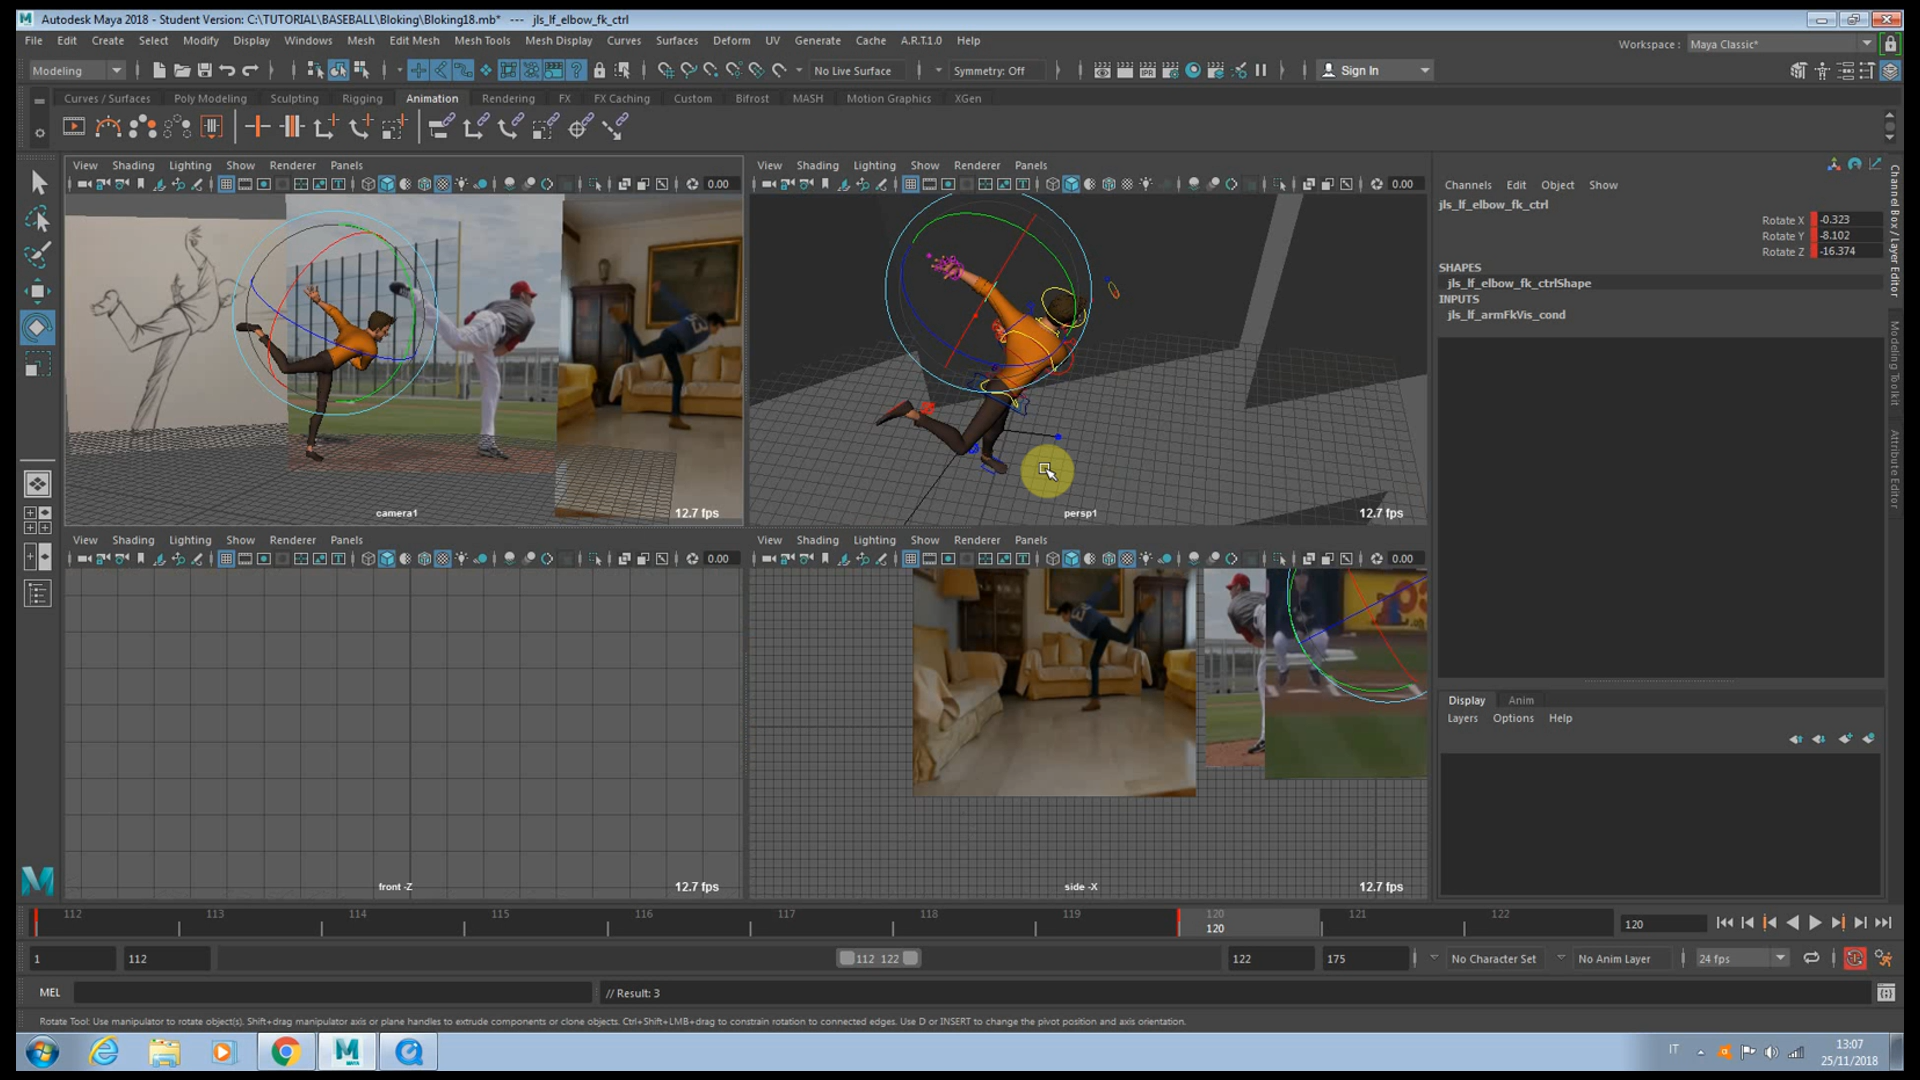 Autodesk Maya 2018 - Student Version: C:\TUTORIAL\BASEBALL\Bloking\Bloking18.mb* --- jls_lf_elbow_fk_ctrl
File Edit Create Select Modify Display Windows Mesh Edit Mesh Mesh Tools Mesh Display Curves Surfaces Deform UV Generate Cache A.R.T.1.0 Help
Workspace : Maya Classic*
Modeling No Live Surface Symmetry: Off Sign In
Curves / Surfaces Poly Modeling Sculpting Rigging Animation Rendering FX FX Caching Custom Bifrost MASH Motion Graphics XGen
View Shading Lighting Show Renderer Panels
0.00
camera1
12.7 fps
View Shading Lighting Show Renderer Panels
0.00
persp1
12.7 fps
View Shading Lighting Show Renderer Panels
0.00
front -Z
12.7 fps
View Shading Lighting Show Renderer Panels
0.00
side -X
12.7 fps
Channels Edit Object Show
jls_lf_elbow_fk_ctrl
Rotate X -0.323
Rotate Y -8.102
Rotate Z -16.374
SHAPES
jls_lf_elbow_fk_ctrlShape
INPUTS
jls_lf_armFkVis_cond
Display Anim
Layers Options Help
Channel Box / Layer Editor
Modeling Toolkit
Attribute Editor
112 113 114 115 116 117 118 119 120 121 122
120
120
1 112 112 122 122 175 No Character Set No Anim Layer 24 fps
MEL // Result: 3
Rotate Tool: Use manipulator to rotate object(s). Shift+drag manipulator axis or plane handles to extrude components or clone objects. Ctrl+Shift+LMB+drag to constrain rotation to connected edges. Use D or INSERT to change the pivot position and axis orientation.
IT
13:07
25/11/2018